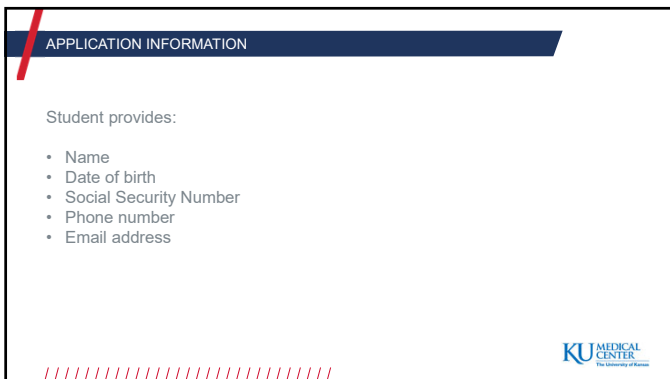 APPLICATION INFORMATION
Student provides:
• Name
• Date of birth
• Social Security Number
• Phone number
• Email address
KU MEDICAL
CENTER
The University of Kansas